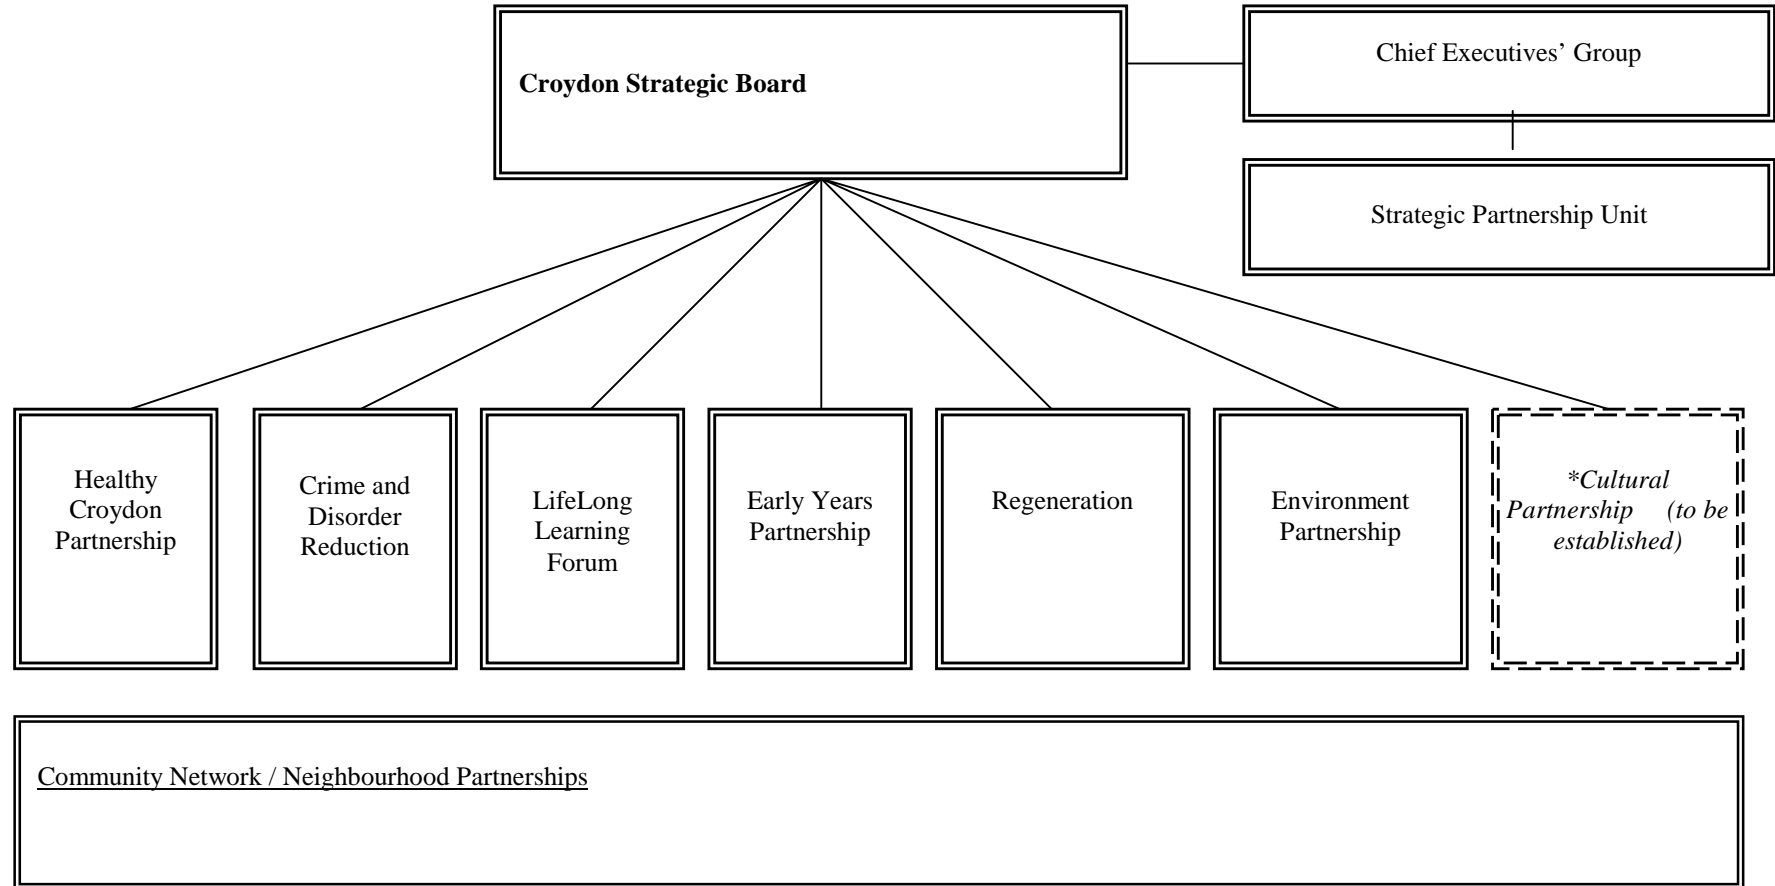 Croydon Strategic Board
Chief Executives’ Group
Strategic Partnership Unit
Healthy
Croydon
Partnership
Crime and
Disorder
Reduction
LifeLong
Learning
Forum
Early Years
Partnership
Regeneration
Environment
Partnership
*Cultural
Partnership (to be
established)
Community Network / Neighbourhood Partnerships